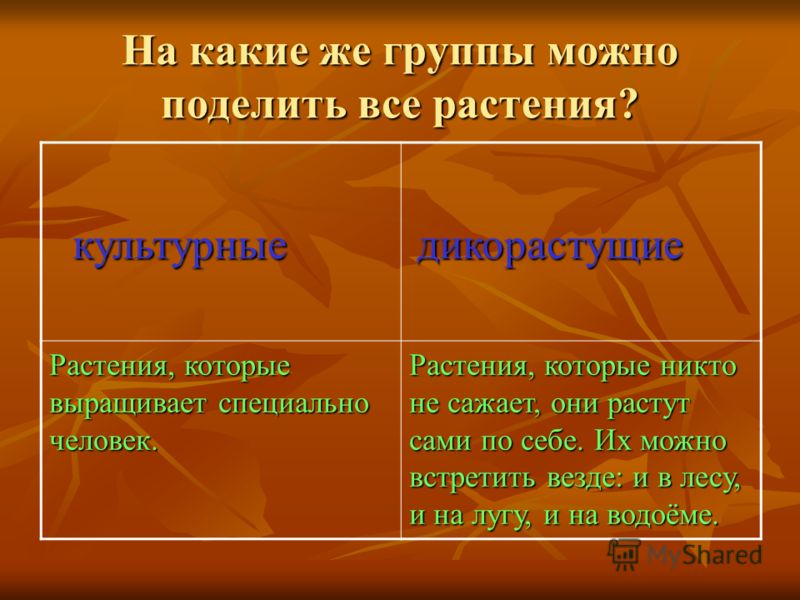 На какие же группы можно
поделить все растения?
культурные
дикорастущие
Растения, которые
выращивает специально
человек.
Растения, которые никто
не сажает, они растут
сами по себе. Их можно
встретить везде: и в лесу,
и на лугу, и на водоёме.
MyShared